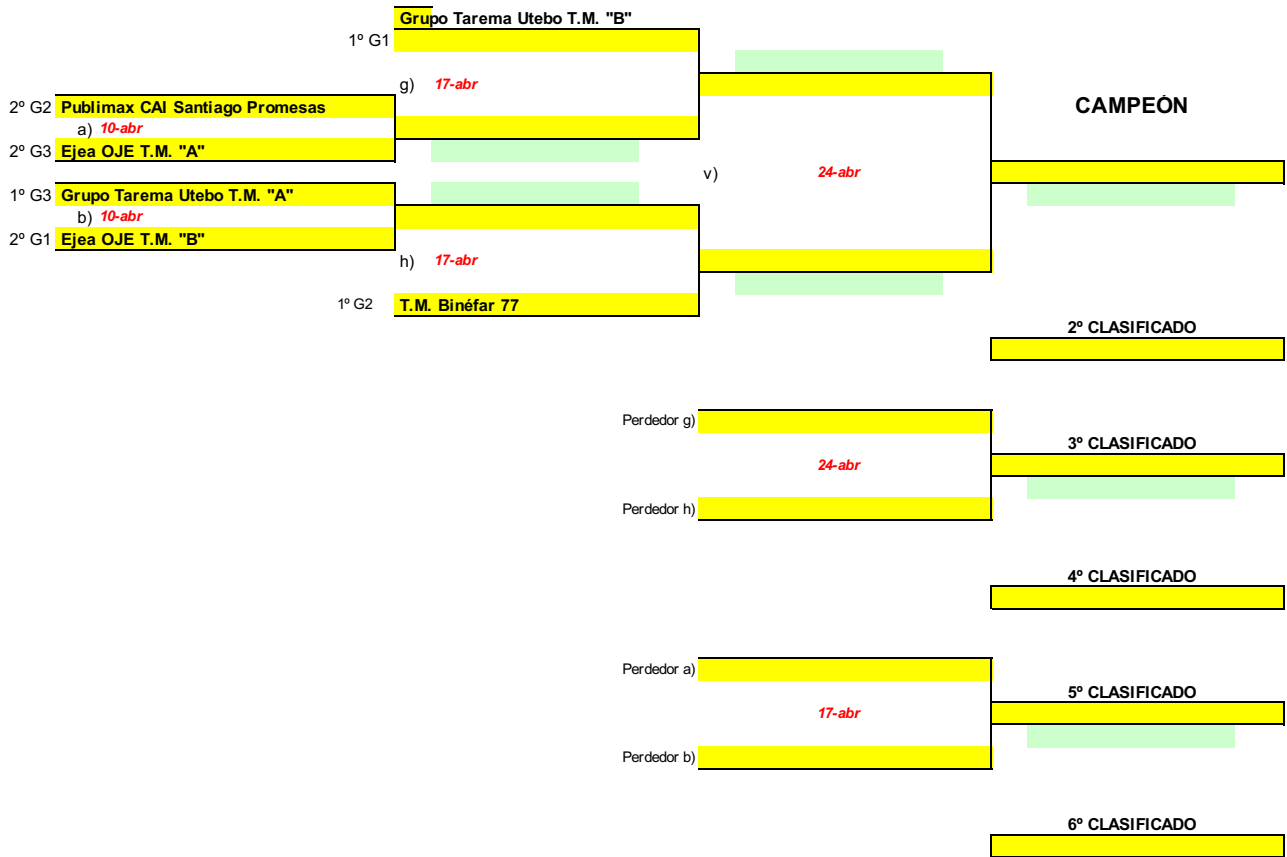 Grupo Tarema Utebo T.M. "B"
1º G1
g) 17-abr
2º G2 Publimax CAI Santiago Promesas
CAMPEÓN
a) 10-abr
2º G3 Ejea OJE T.M. "A"
v) 24-abr
1º G3 Grupo Tarema Utebo T.M. "A"
b) 10-abr
2º G1 Ejea OJE T.M. "B"
h) 17-abr
1º G2 T.M. Binéfar 77
2º CLASIFICADO
Perdedor g)
3º CLASIFICADO
24-abr
Perdedor h)
4º CLASIFICADO
Perdedor a)
5º CLASIFICADO
17-abr
Perdedor b)
6º CLASIFICADO